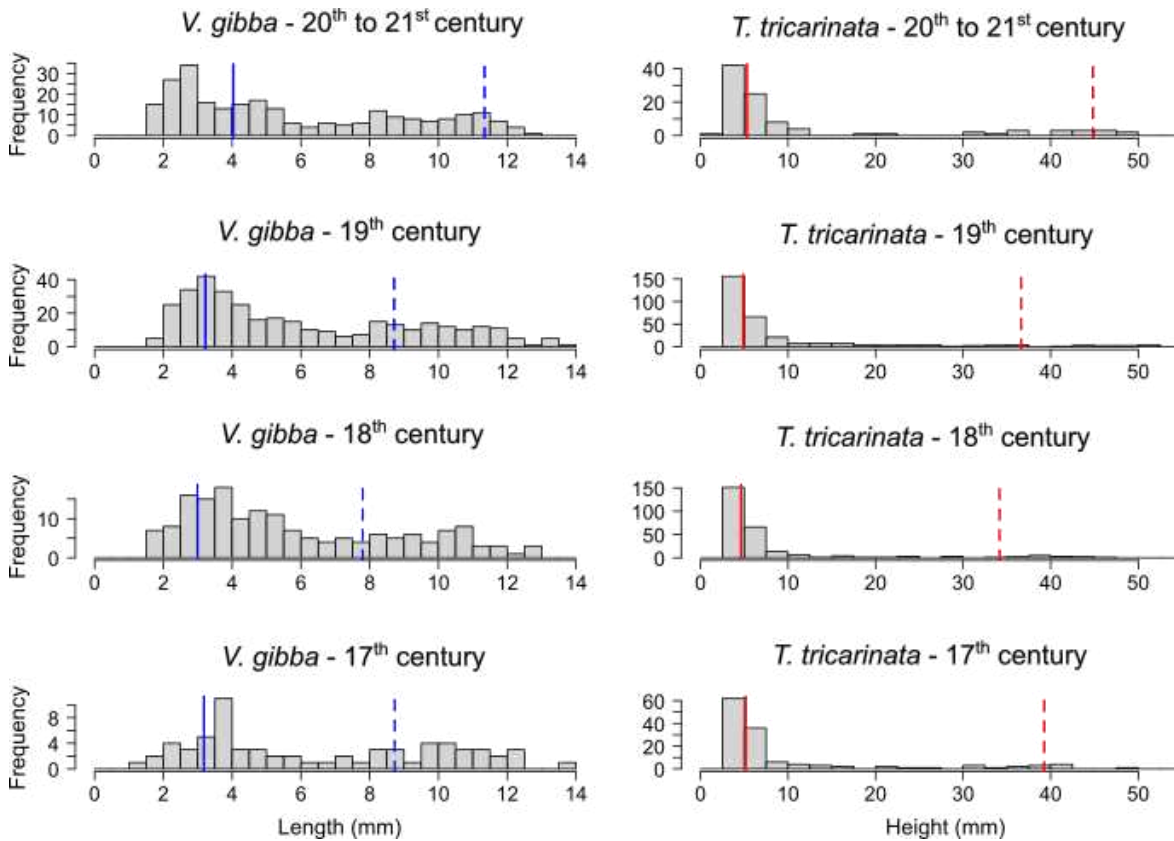 V. gibba - 20th to 21st century
T. tricarinata - 20th to 21st century
Frequency
30
20
10
0
0 2 4 6 8 10 12 14
40
20
0
0 10 20 30 40 50
V. gibba - 19th century
T. tricarinata - 19th century
Frequency
40
20
0
0 2 4 6 8 10 12 14
150
100
50
0
0 10 20 30 40 50
V. gibba - 18th century
T. tricarinata - 18th century
Frequency
10
0
0 2 4 6 8 10 12 14
150
100
50
0
0 10 20 30 40 50
V. gibba - 17th century
T. tricarinata - 17th century
Frequency
8
4
0
0 2 4 6 8 10 12 14
60
40
20
0
0 10 20 30 40 50
Length (mm)
Height (mm)